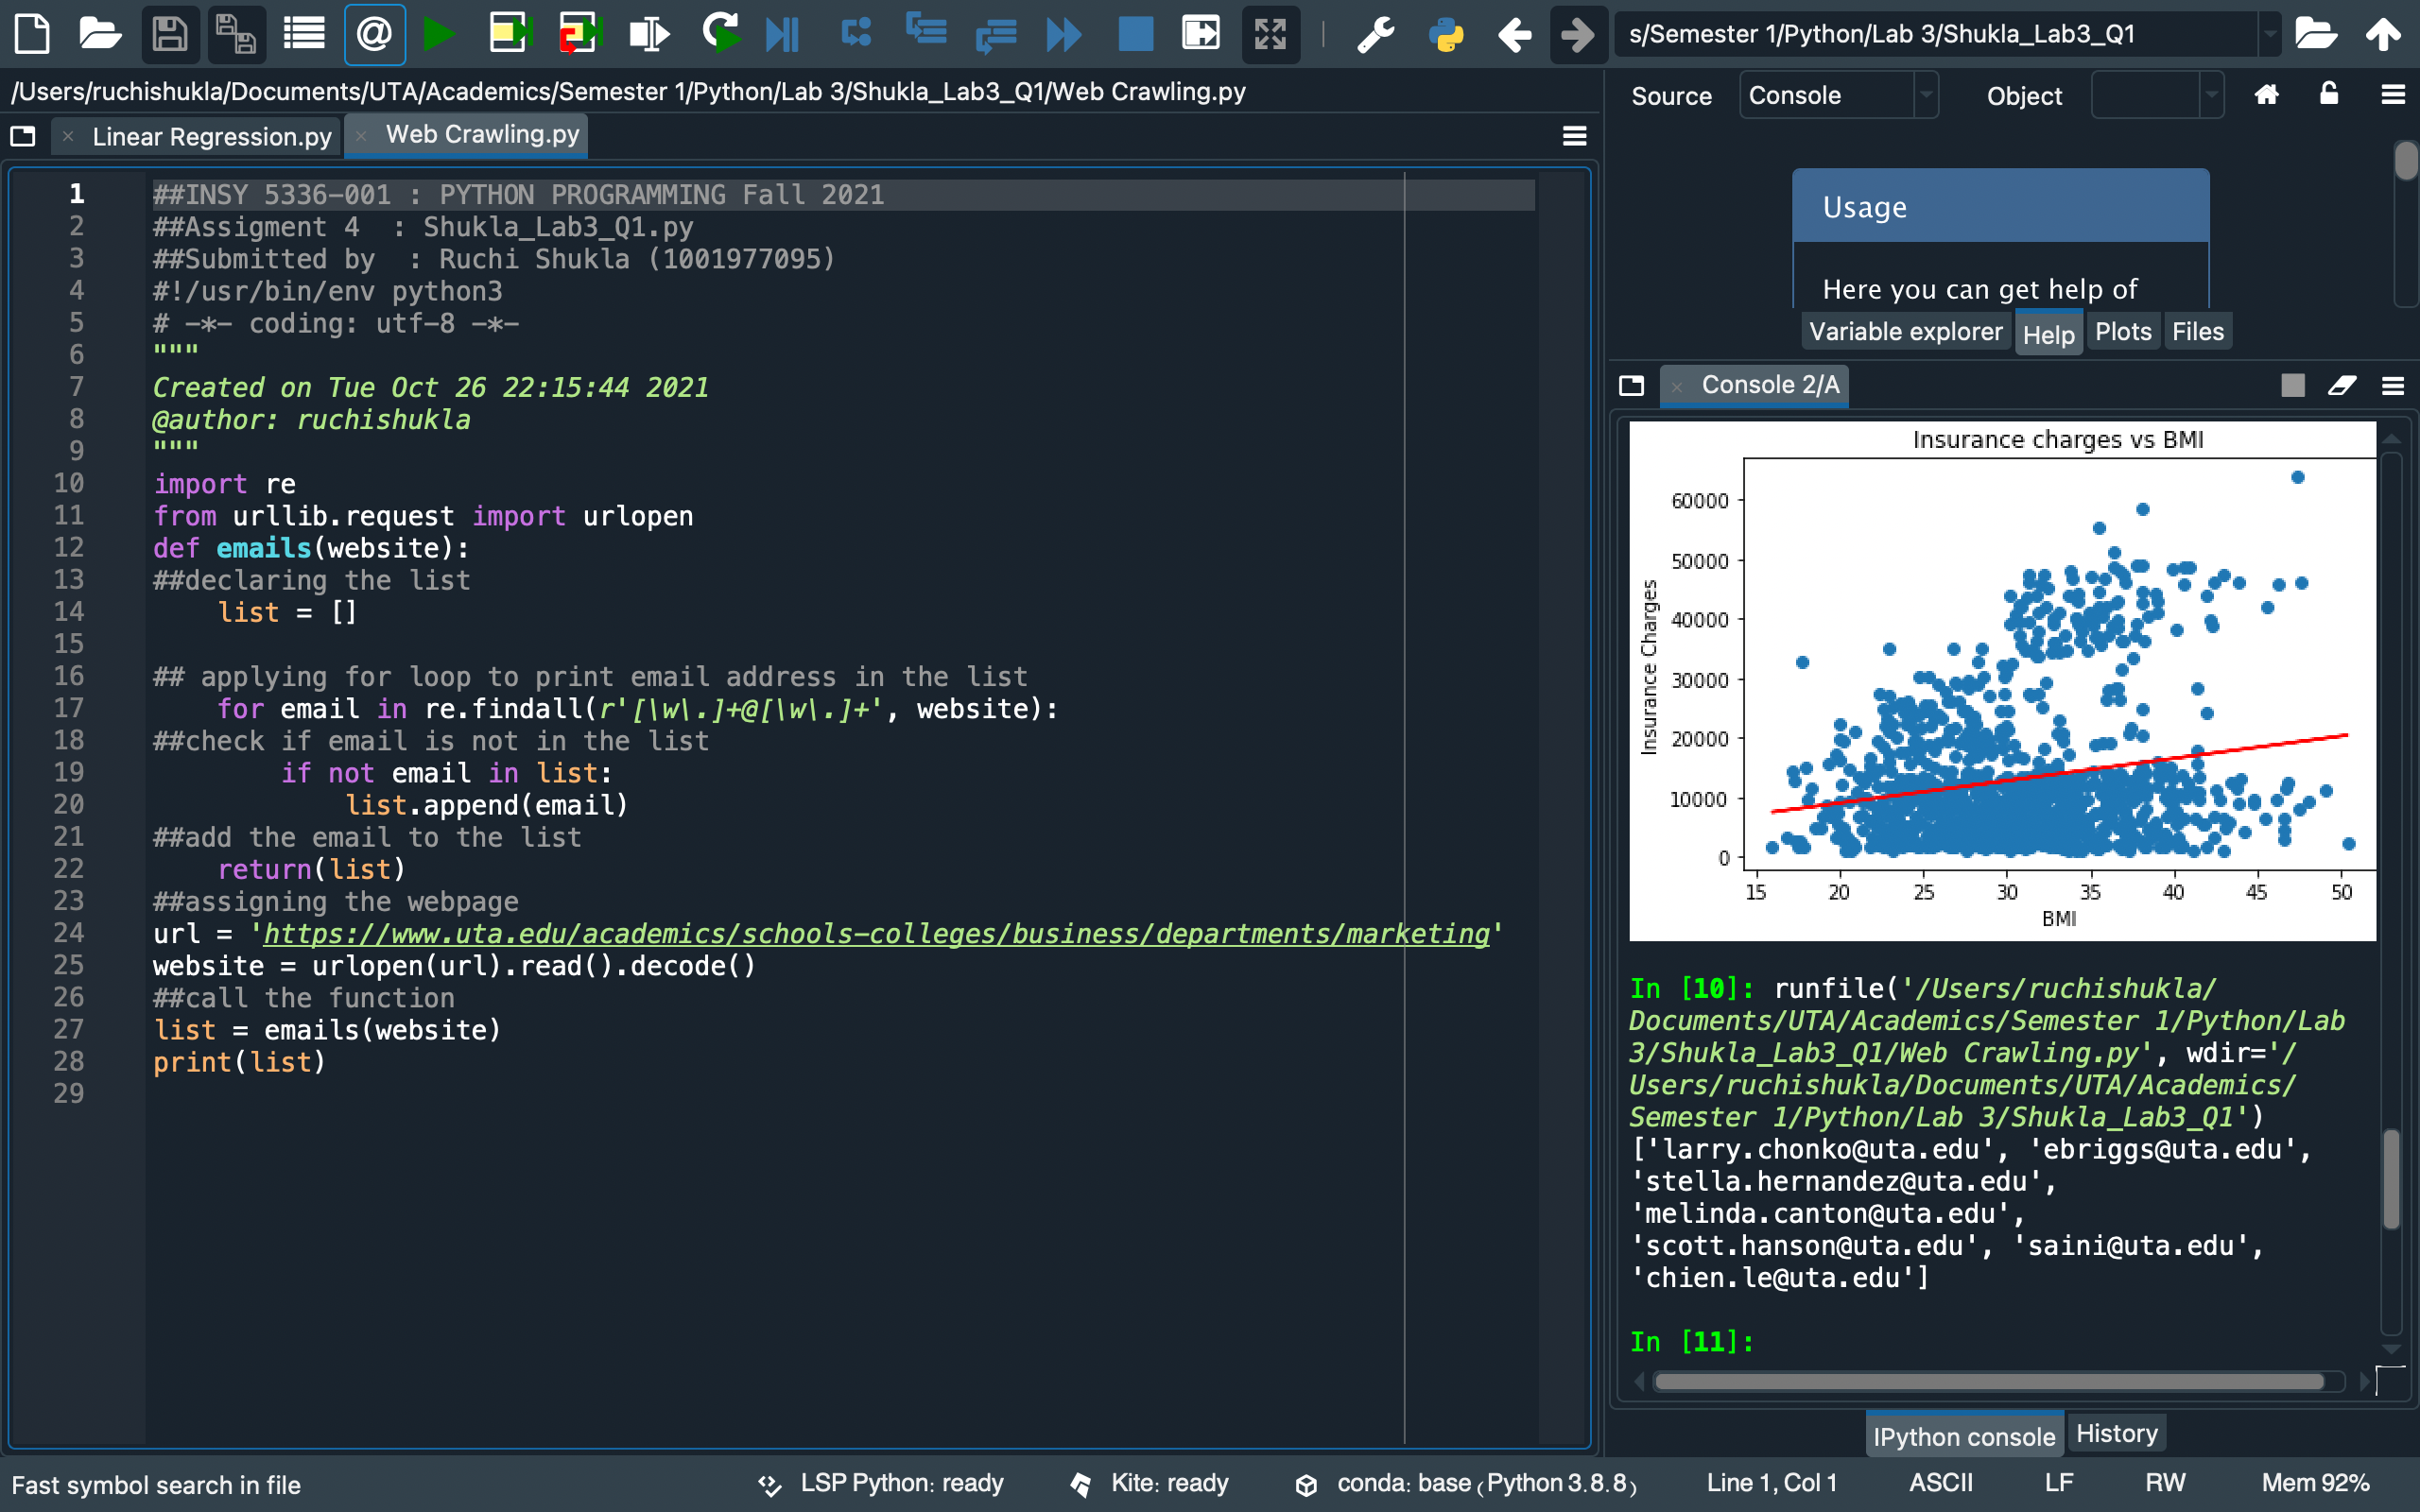 s/Semester 1/Python/Lab 3/Shukla_Lab3_Q1
/Users/ruchishukla/Documents/UTA/Academics/Semester 1/Python/Lab 3/Shukla_Lab3_Q1/Web Crawling.py
Linear Regression.py
Web Crawling.py
1 ##INSY 5336-001 : PYTHON PROGRAMMING Fall 2021
2 ##Assigment 4  : Shukla_Lab3_Q1.py
3 ##Submitted by  : Ruchi Shukla (1001977095)
4 #!/usr/bin/env python3
5 # -*- coding: utf-8 -*-
6 """
7 Created on Tue Oct 26 22:15:44 2021
8 @author: ruchishukla
9 """
10 import re
11 from urllib.request import urlopen
12 def emails(website):
13 ##declaring the list
14     list = []
15
16 ## applying for loop to print email address in the list
17     for email in re.findall(r'[\w\.]+@[\w\.]+', website):
18 ##check if email is not in the list
19         if not email in list:
20             list.append(email)
21 ##add the email to the list
22     return(list)
23 ##assigning the webpage
24 url = 'https://www.uta.edu/academics/schools-colleges/business/departments/marketing'
25 website = urlopen(url).read().decode()
26 ##call the function
27 list = emails(website)
28 print(list)
29
Source Console Object
Usage
Here you can get help of
Variable explorer Help Plots Files
Console 2/A
Insurance charges vs BMI
Insurance Charges
60000
50000
40000
30000
20000
10000
0
15 20 25 30 35 40 45 50
BMI
In [10]: runfile('/Users/ruchishukla/
Documents/UTA/Academics/Semester 1/Python/Lab
3/Shukla_Lab3_Q1/Web Crawling.py', wdir='/
Users/ruchishukla/Documents/UTA/Academics/
Semester 1/Python/Lab 3/Shukla_Lab3_Q1')
['larry.chonko@uta.edu', 'ebriggs@uta.edu',
'stella.hernandez@uta.edu',
'melinda.canton@uta.edu',
'scott.hanson@uta.edu', 'saini@uta.edu',
'chien.le@uta.edu']
In [11]:
IPython console History
Fast symbol search in file LSP Python: ready Kite: ready conda: base (Python 3.8.8) Line 1, Col 1 ASCII LF RW Mem 92%